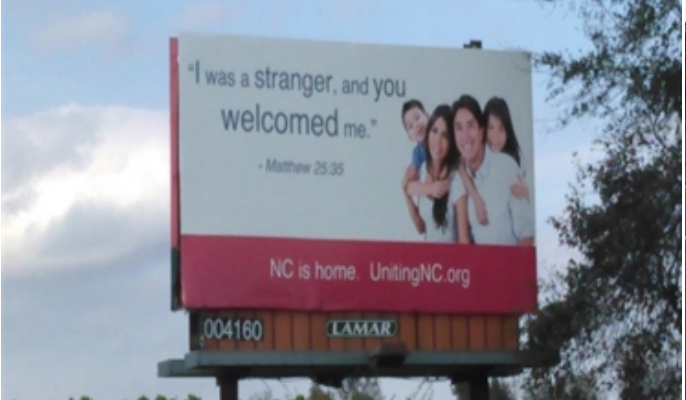 "I was a stranger, and you
welcomed me."
- Matthew 25:35
NC is home. UnitingNC.org
004160
LAMAR